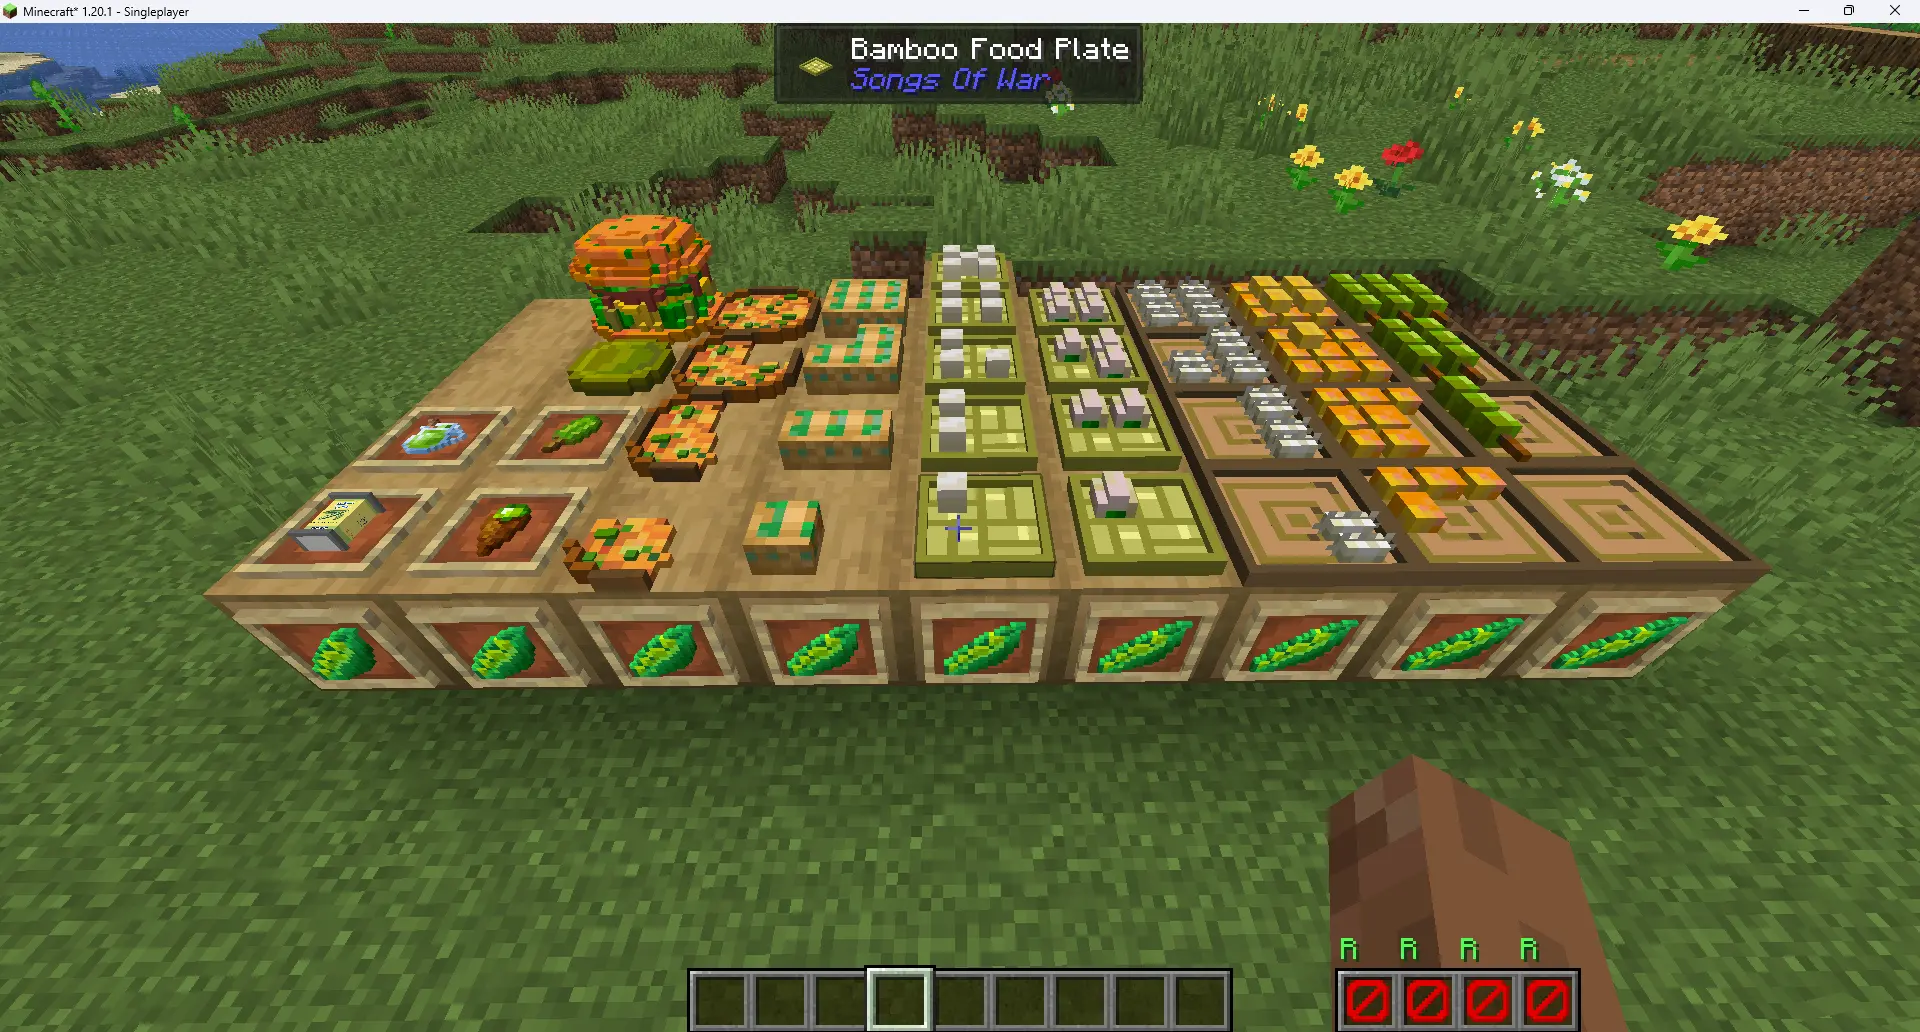 Minecraft* 1.20.1 - Singleplayer
Bamboo Food Plate
Songs Of War
R R R R